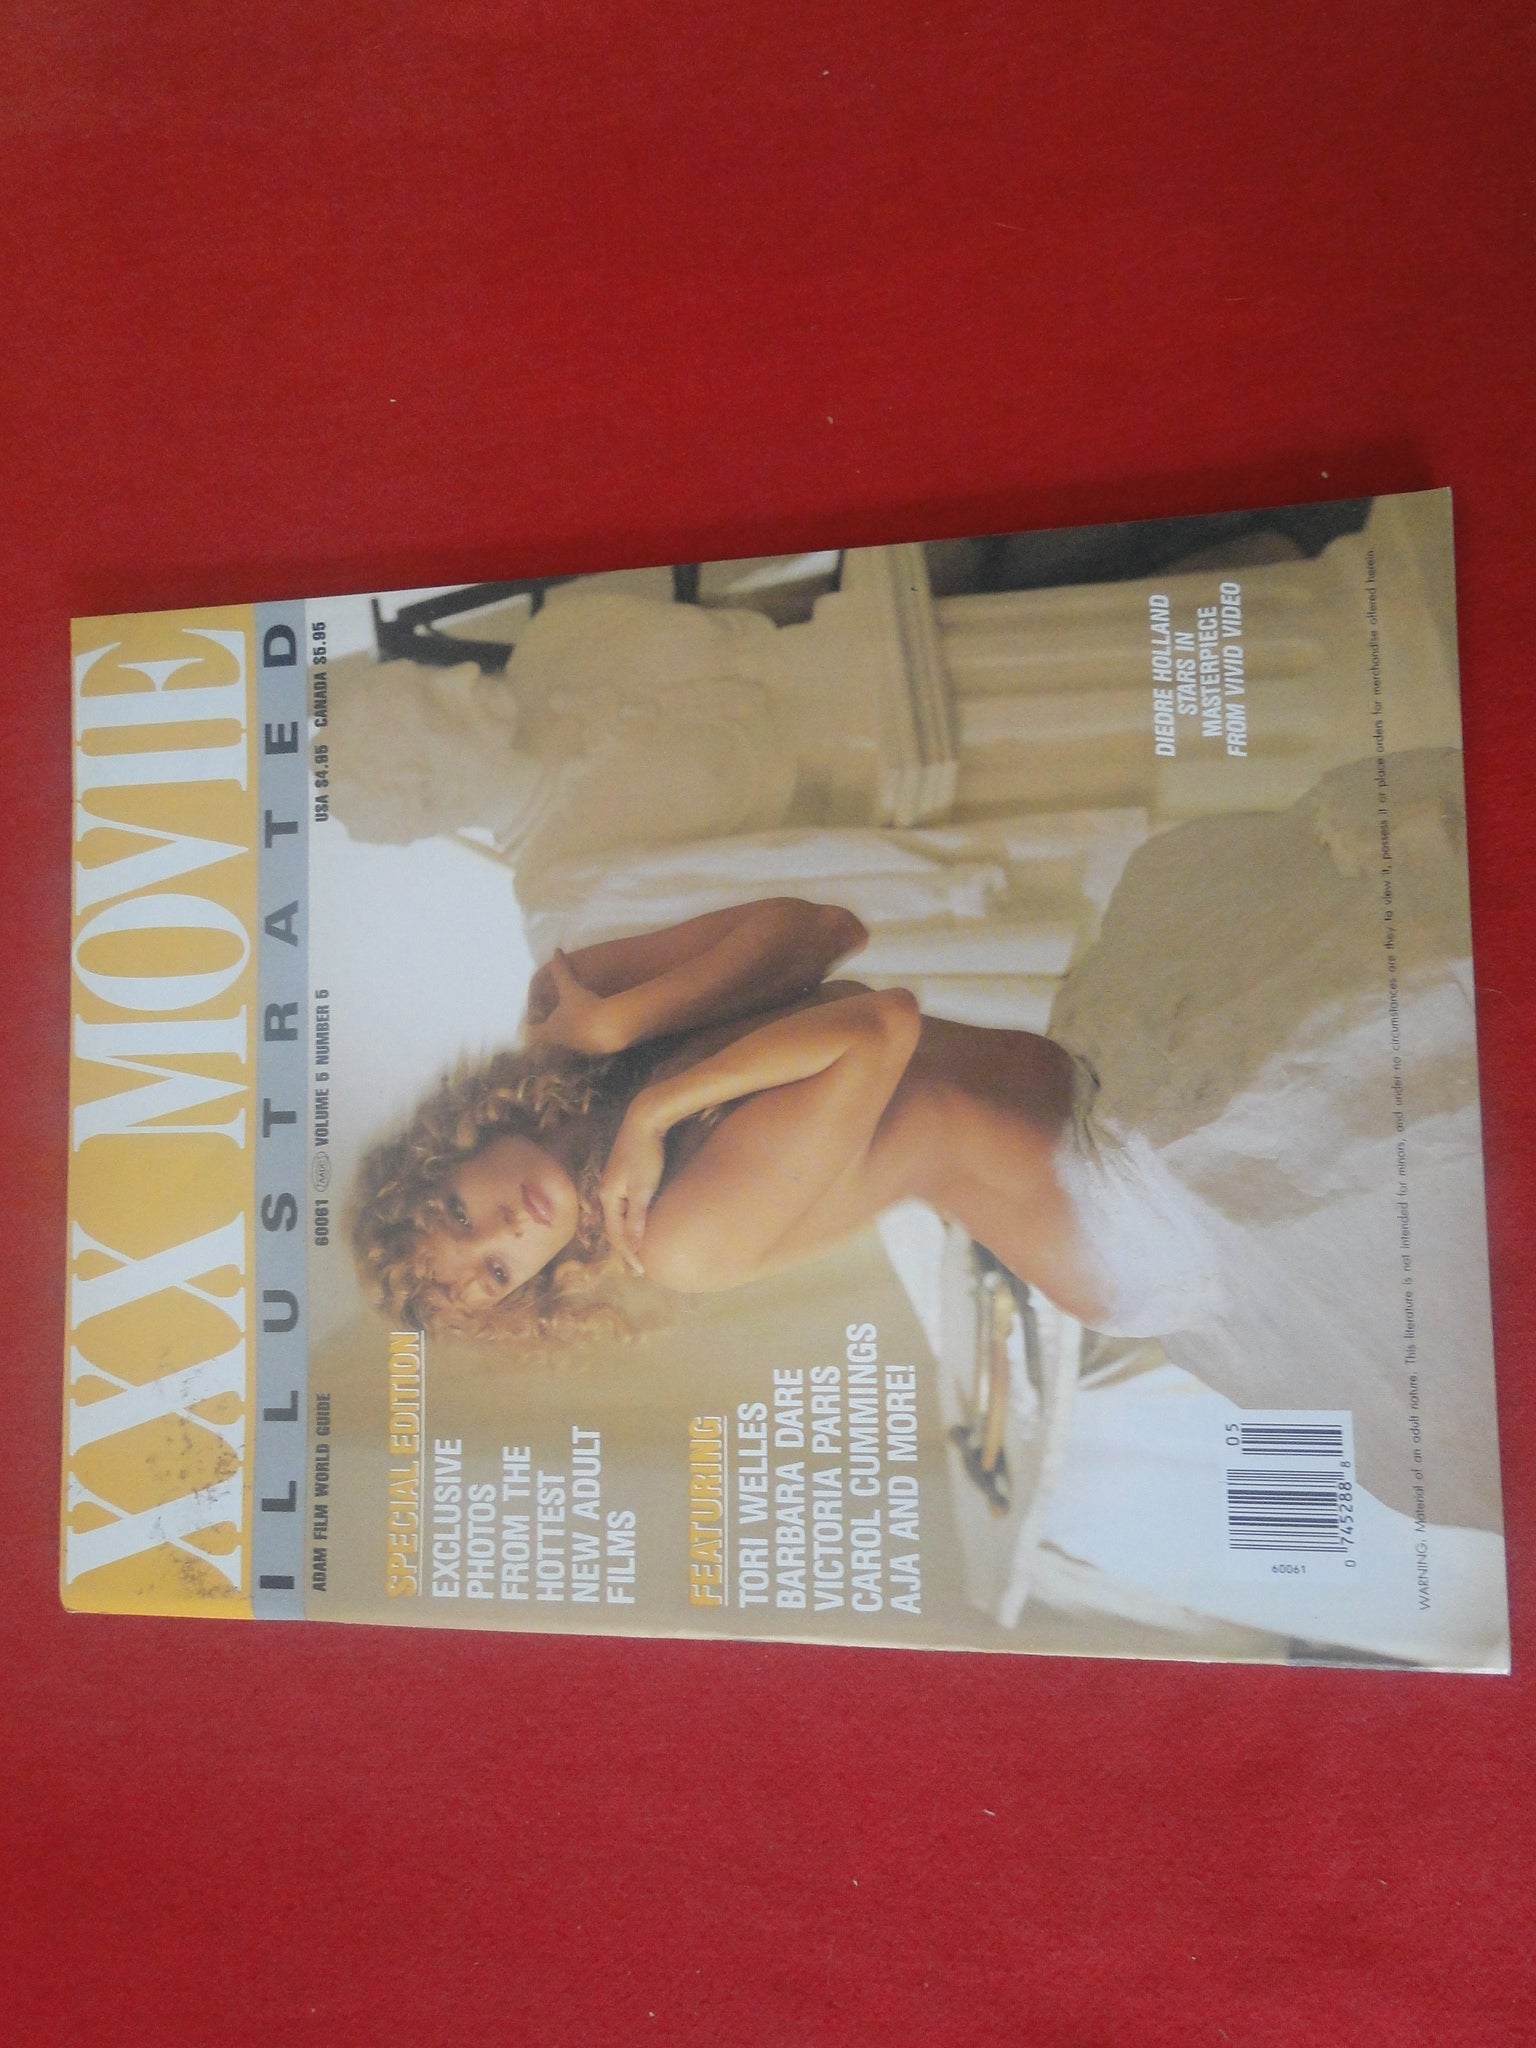 XXX MOVIE
ILLUSTRATED
ADAM FILM WORLD GUIDE 60061 VOLUME 5 NUMBER 5 USA $4.95 CANADA $5.95
SPECIAL EDITION
EXCLUSIVE
PHOTOS
FROM THE
HOTTEST
NEW ADULT
FILMS
FEATURING
TORI WELLES
BARBARA DARE
VICTORIA PARIS
CAROL CUMMINGS
AJA AND MORE!
DIEDRE HOLLAND
STARS IN
MASTERPIECE
FROM VIVID VIDEO
05
60061
0 745288 8
WARNING: Material of an adult nature. This literature is not intended for minors, and under no circumstances are they to view it, possess it or place orders for merchandise offered herein.